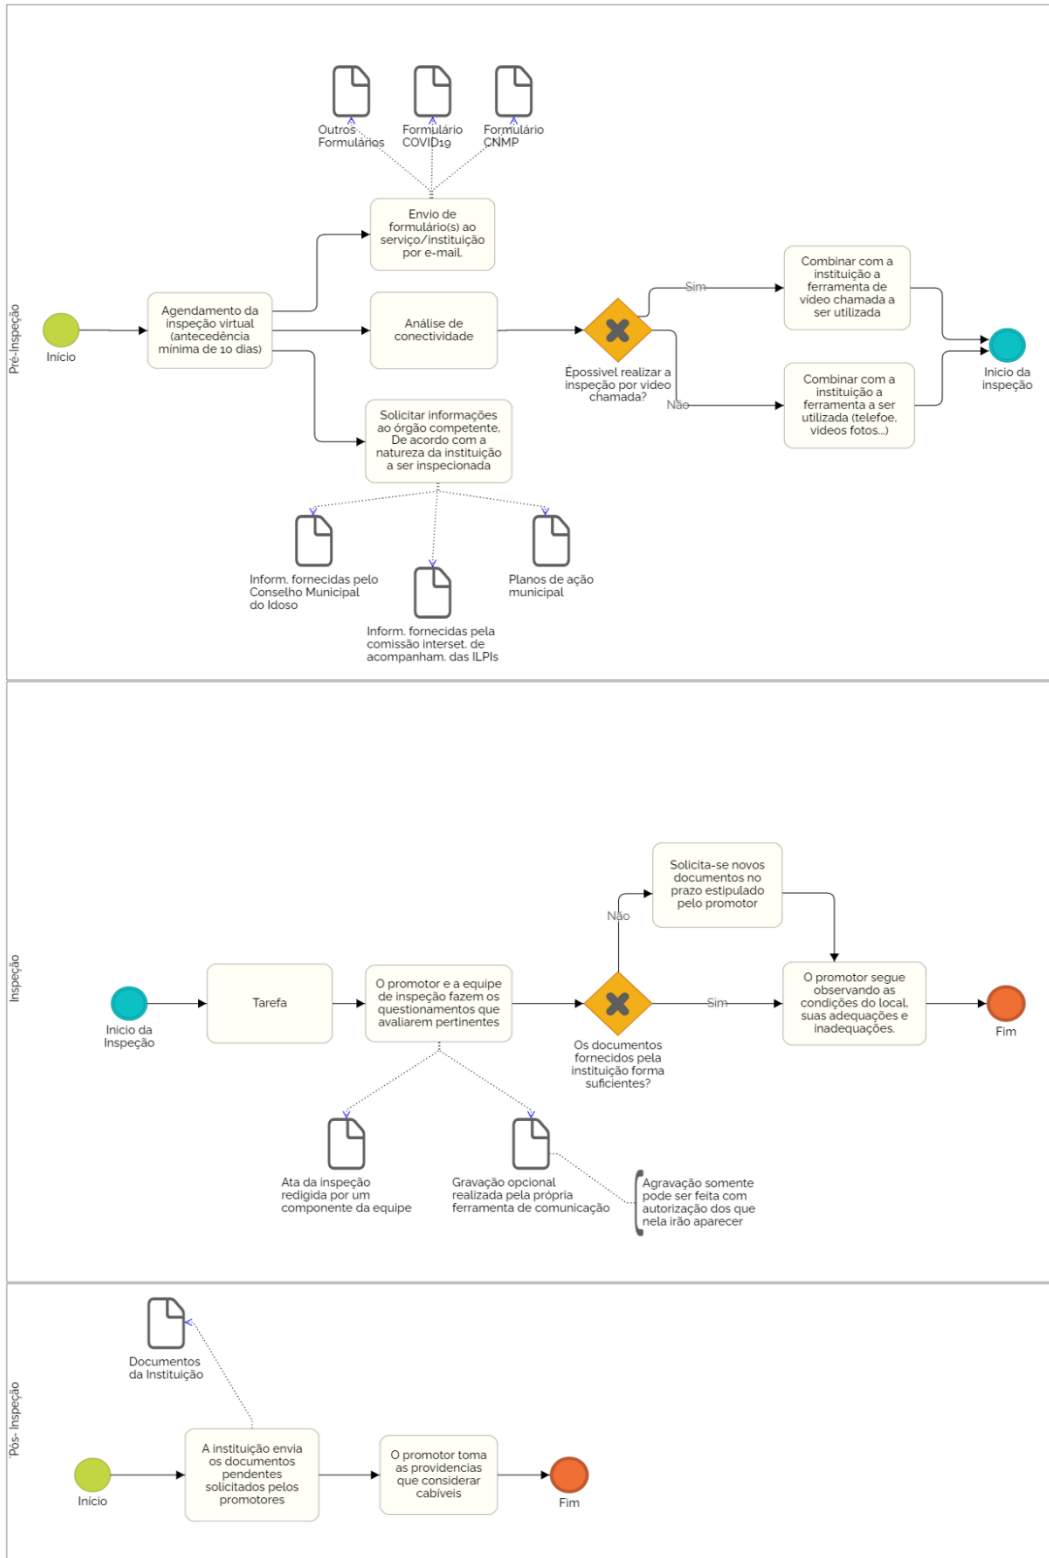 Pré-Inspeção
Outros
Formulários
Formulário
COVID19
Formulário
CNMP
Envio de
formulário(s) ao
serviço/instituição
por e-mail.
Início
Agendamento da
inspeção virtual
(antecedência
mínima de 10 dias)
Análise de
conectividade
Épossivel realizar a
inspeção por video
chamada?
Sim
Não
Combinar com a
instituição a
ferramenta de
vídeo chamada a
ser utilizada
Combinar com a
instituição a
ferramenta a ser
utilizada (telefoe,
videos fotos...)
Inicio da
inspeção
Solicitar informações
ao órgão competente,
De acordo com a
natureza da instituição
a ser inspecionada
Inform. fornecidas pelo
Conselho Municipal
do Idoso
Inform. fornecidas pela
comissão interset. de
acompanham. das ILPIs
Planos de ação
municipal
Inspeção
Inicio da
Inspeção
Tarefa
O promotor e a equipe
de inspeção fazem os
questionamentos que
avaliarem pertinentes
Os documentos
fornecidos pela
instituição forma
suficientes?
Não
Sim
Solicita-se novos
documentos no
prazo estipulado
pelo promotor
O promotor segue
observando as
condições do local,
suas adequações e
inadequações.
Fim
Ata da inspeção
redigida por um
componente da equipe
Gravação opcional
realizada pela própria
ferramenta de comunicação
Agravação somente
pode ser feita com
autorização dos que
nela irão aparecer
'Pós- Inspeção
Documentos
da Instituição
Início
A instituição envia
os documentos
pendentes
solicitados pelos
promotores
O promotor toma
as providencias
que considerar
cabíveis
Fim